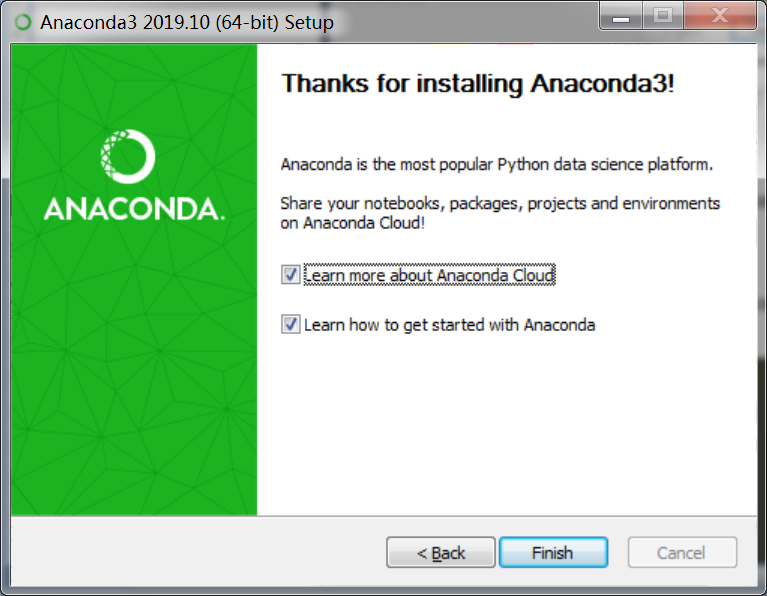 Anaconda3 2019.10 (64-bit) Setup
Thanks for installing Anaconda3!
ANACONDA.
Anaconda is the most popular Python data science platform.
Share your notebooks, packages, projects and environments
on Anaconda Cloud!
Learn more about Anaconda Cloud
Learn how to get started with Anaconda
< Back
Finish
Cancel